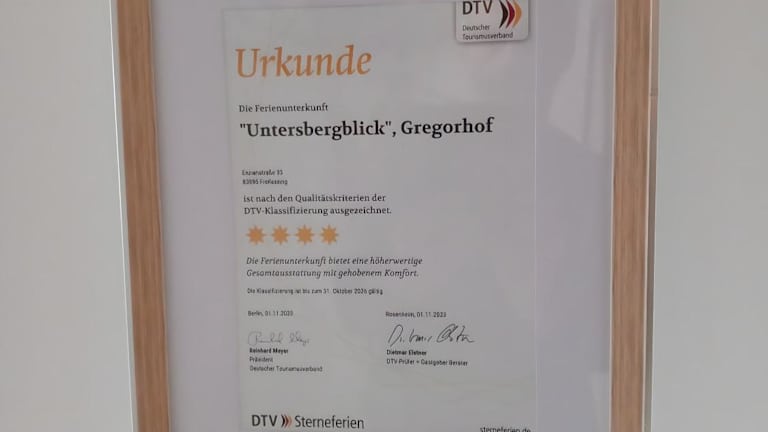 DTV
Deutscher
Tourismusverband
Urkunde
Die Ferienunterkunft
"Untersbergblick", Gregorhof
Enzianstraße 33
83395 Freilassing
ist nach den Qualitätskriterien der
DTV-Klassifizierung ausgezeichnet.
Die Ferienunterkunft bietet eine höherwertige
Gesamtausstattung mit gehobenem Komfort.
Die Klassifizierung ist bis zum 31. Oktober 2026 gültig
Berlin, 01.11.2023
Rosenheim, 01.11.2023
Reinhard Meyer
Präsident
Deutscher Tourismusverband
Dietmar Elstner
DTV-Prüfer + Gastgeber Berater
DTV Sterneferien
sterneferien.de